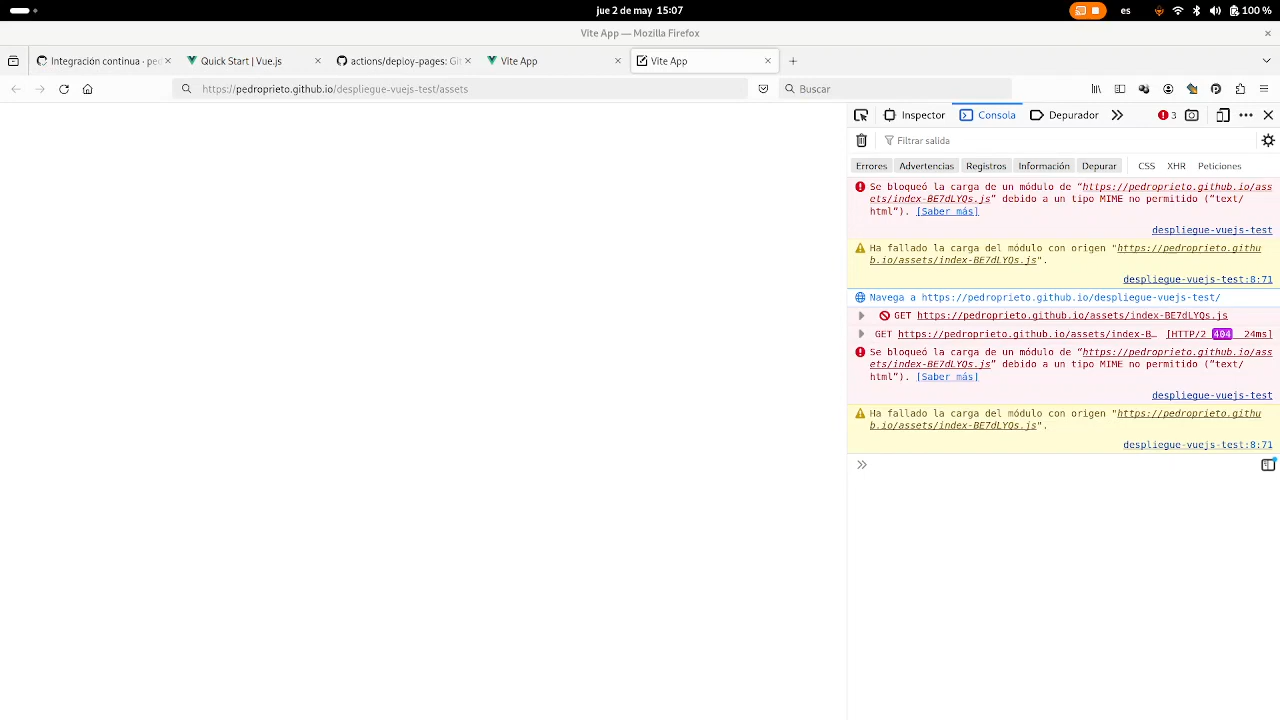 jue 2 de may 15:07
es
100 %
Vite App — Mozilla Firefox
Integración continua · ped
Quick Start | Vue.js
actions/deploy-pages: Git
Vite App
Vite App
https://pedroprieto.github.io/despliegue-vuejs-test/assets
Buscar
Inspector
Consola
Depurador
3
Filtrar salida
Errores
Advertencias
Registros
Información
Depurar
CSS
XHR
Peticiones
Se bloqueó la carga de un módulo de “https://pedroprieto.github.io/ass
ets/index-BE7dLYQs.js” debido a un tipo MIME no permitido (“text/
html”). [Saber más]
despliegue-vuejs-test
Ha fallado la carga del módulo con origen "https://pedroprieto.githu
b.io/assets/index-BE7dLYQs.js".
despliegue-vuejs-test:8:71
Navega a https://pedroprieto.github.io/despliegue-vuejs-test/
GET https://pedroprieto.github.io/assets/index-BE7dLYQs.js
GET https://pedroprieto.github.io/assets/index-B… [HTTP/2 404 24ms]
Se bloqueó la carga de un módulo de “https://pedroprieto.github.io/ass
ets/index-BE7dLYQs.js” debido a un tipo MIME no permitido (“text/
html”). [Saber más]
despliegue-vuejs-test
Ha fallado la carga del módulo con origen "https://pedroprieto.githu
b.io/assets/index-BE7dLYQs.js".
despliegue-vuejs-test:8:71